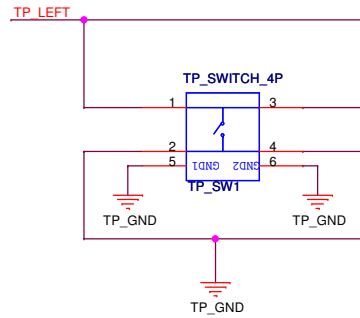 TP_LEFT
TP_SWITCH_4P
1 3
2 4
5 GND1 GND2 6
TP_SW1
TP_GND TP_GND
TP_GND